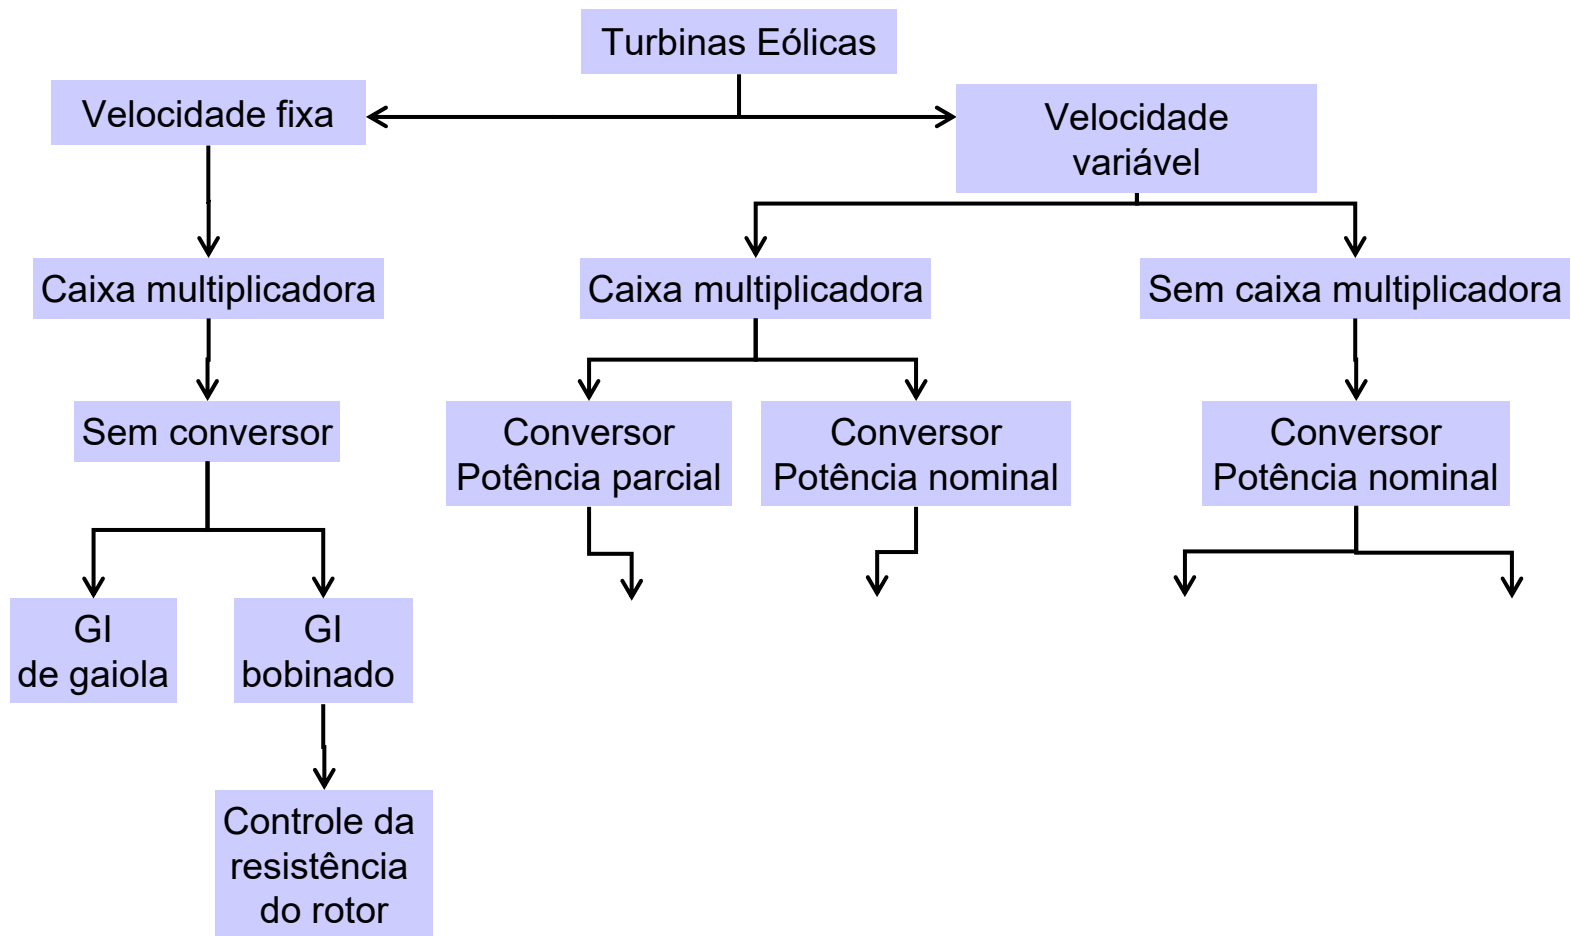 Turbinas Eólicas
Velocidade fixa
Velocidade
variável
Caixa multiplicadora
Caixa multiplicadora
Sem caixa multiplicadora
Sem conversor
Conversor
Potência parcial
Conversor
Potência nominal
Conversor
Potência nominal
GI
de gaiola
GI
bobinado
Controle da
resistência
do rotor